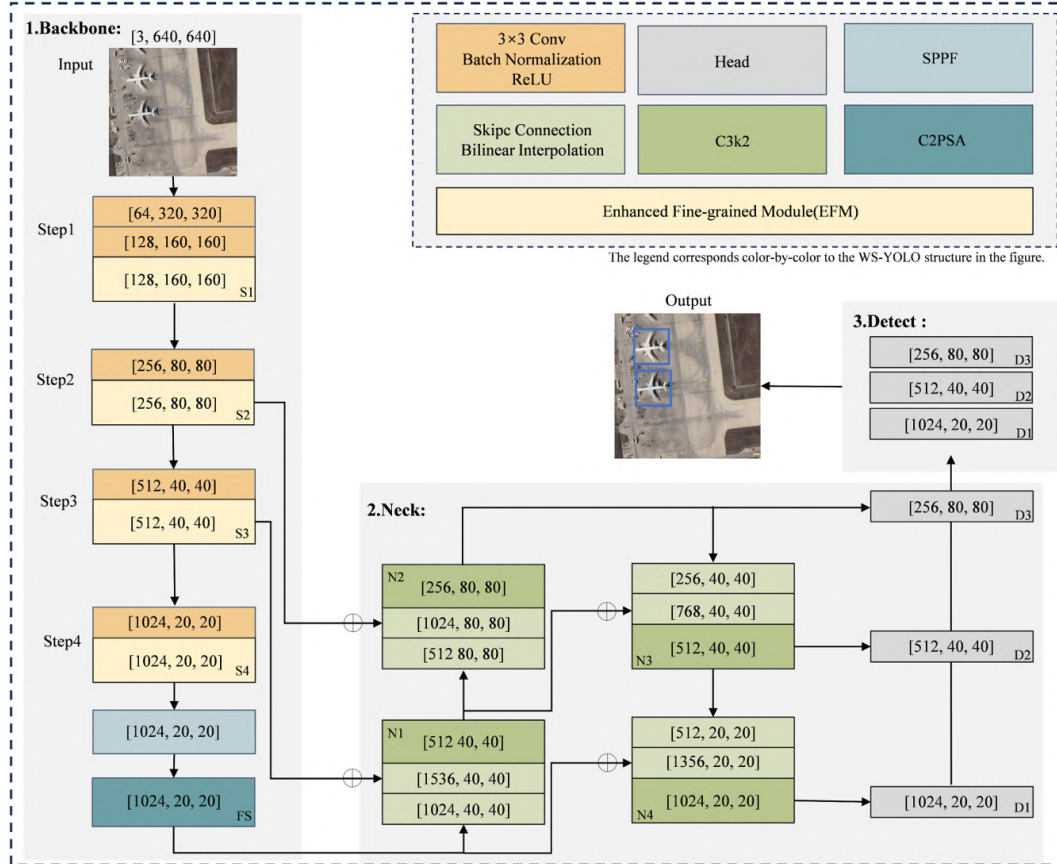 1.Backbone:
[3, 640, 640]
Input
Step1
[64, 320, 320]
[128, 160, 160]
[128, 160, 160]
S1
Step2
[256, 80, 80]
[256, 80, 80]
S2
Step3
[512, 40, 40]
[512, 40, 40]
S3
Step4
[1024, 20, 20]
[1024, 20, 20]
S4
[1024, 20, 20]
[1024, 20, 20]
FS
3×3 Conv
Batch Normalization
ReLU
Head
SPPF
Skipc Connection
Bilinear Interpolation
C3k2
C2PSA
Enhanced Fine-grained Module(EFM)
The legend corresponds color-by-color to the WS-YOLO structure in the figure.
Output
3.Detect :
[256, 80, 80]
D3
[512, 40, 40]
D2
[1024, 20, 20]
D1
2.Neck:
N2
[256, 80, 80]
[1024, 80, 80]
[512 80, 80]
N1
[512 40, 40]
[1536, 40, 40]
[1024, 40, 40]
[256, 40, 40]
[768, 40, 40]
[512, 40, 40]
N3
[512, 20, 20]
[1356, 20, 20]
[1024, 20, 20]
N4
[256, 80, 80]
D3
[512, 40, 40]
D2
[1024, 20, 20]
D1